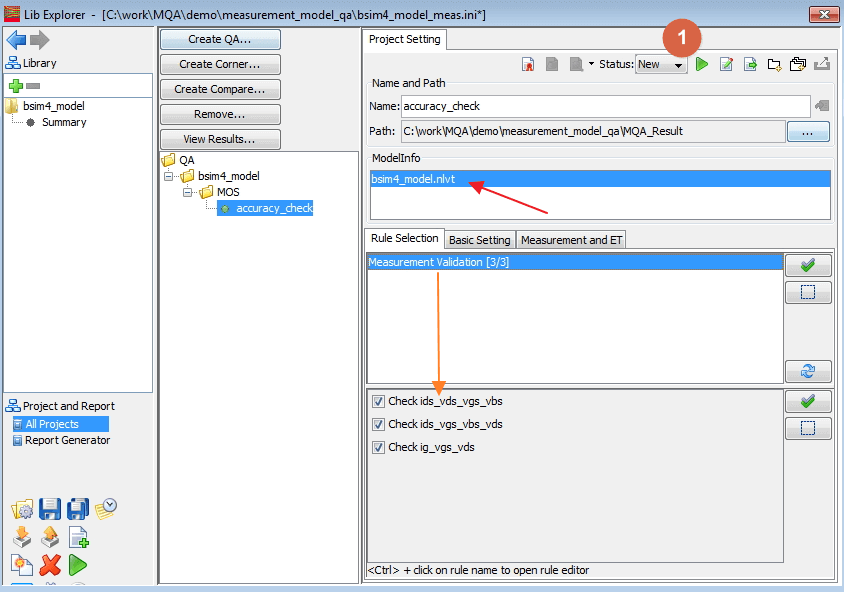 Lib Explorer - [C:\work\MQA\demo\measurement_model_qa\bsim4_model_meas.ini*]
Library
bsim4_model
Summary
Project and Report
All Projects
Report Generator
Create QA...
Create Corner...
Create Compare...
Remove...
View Results...
QA
bsim4_model
MOS
accuracy_check
Project Setting
1
Status: New
Name and Path
Name: accuracy_check
Path: C:\work\MQA\demo\measurement_model_qa\MQA_Result ...
ModelInfo
bsim4_model.nlvt
Rule Selection Basic Setting Measurement and ET
Measurement Validation [3/3]
Check ids_vds_vgs_vbs
Check ids_vgs_vbs_vds
Check ig_vgs_vds
<Ctrl> + click on rule name to open rule editor